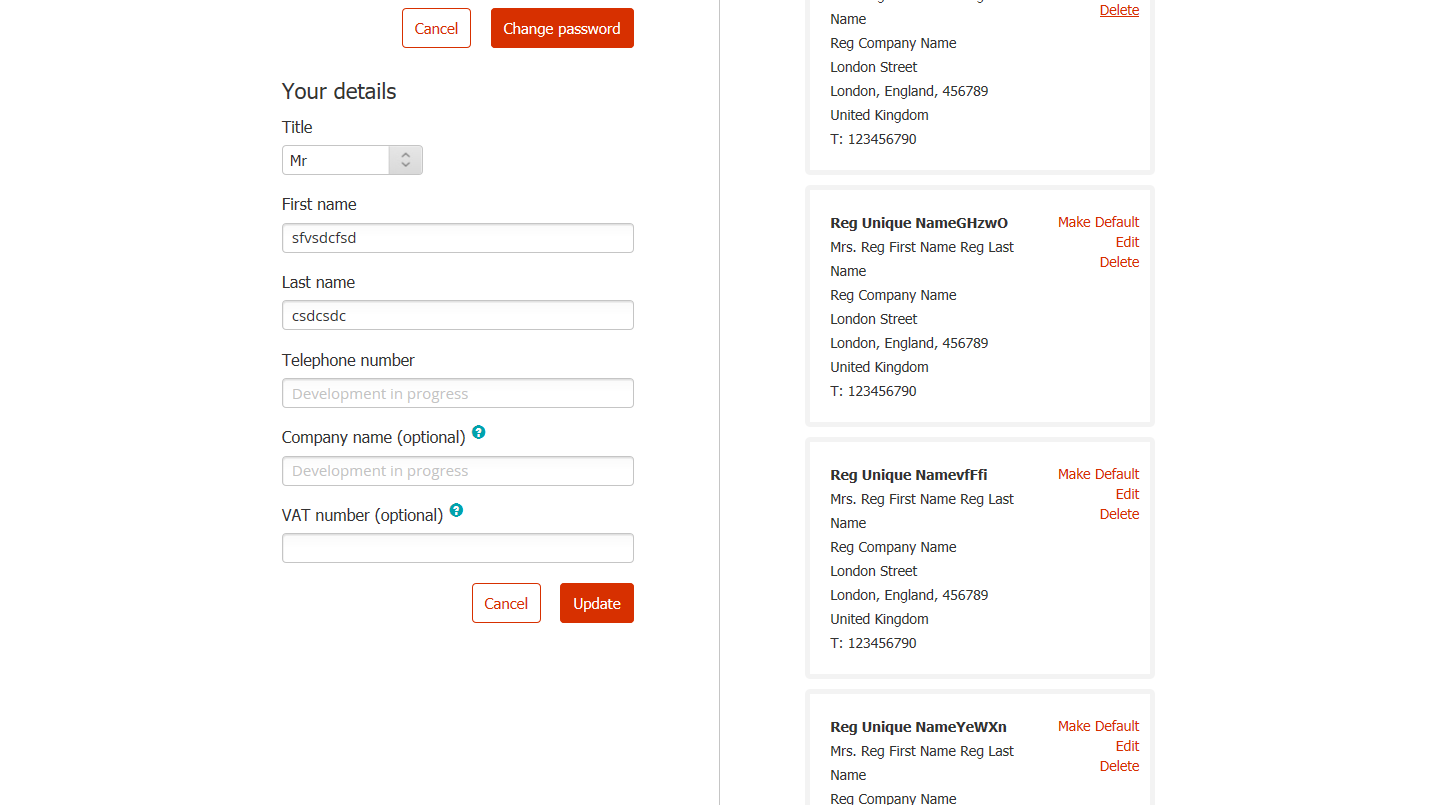 Cancel
Change password
Your details
Title
Mr
First name
sfvsdcfsd
Last name
csdcsdc
Telephone number
Development in progress
Company name (optional)
Development in progress
VAT number (optional)
Cancel
Update
Delete
Name
Reg Company Name
London Street
London, England, 456789
United Kingdom
T: 123456790
Reg Unique NameGHzwO
Make Default
Mrs. Reg First Name Reg Last
Edit
Name
Delete
Reg Company Name
London Street
London, England, 456789
United Kingdom
T: 123456790
Reg Unique NamevfFfi
Make Default
Mrs. Reg First Name Reg Last
Edit
Name
Delete
Reg Company Name
London Street
London, England, 456789
United Kingdom
T: 123456790
Reg Unique NameYeWXn
Make Default
Mrs. Reg First Name Reg Last
Edit
Name
Delete
Reg Company Name